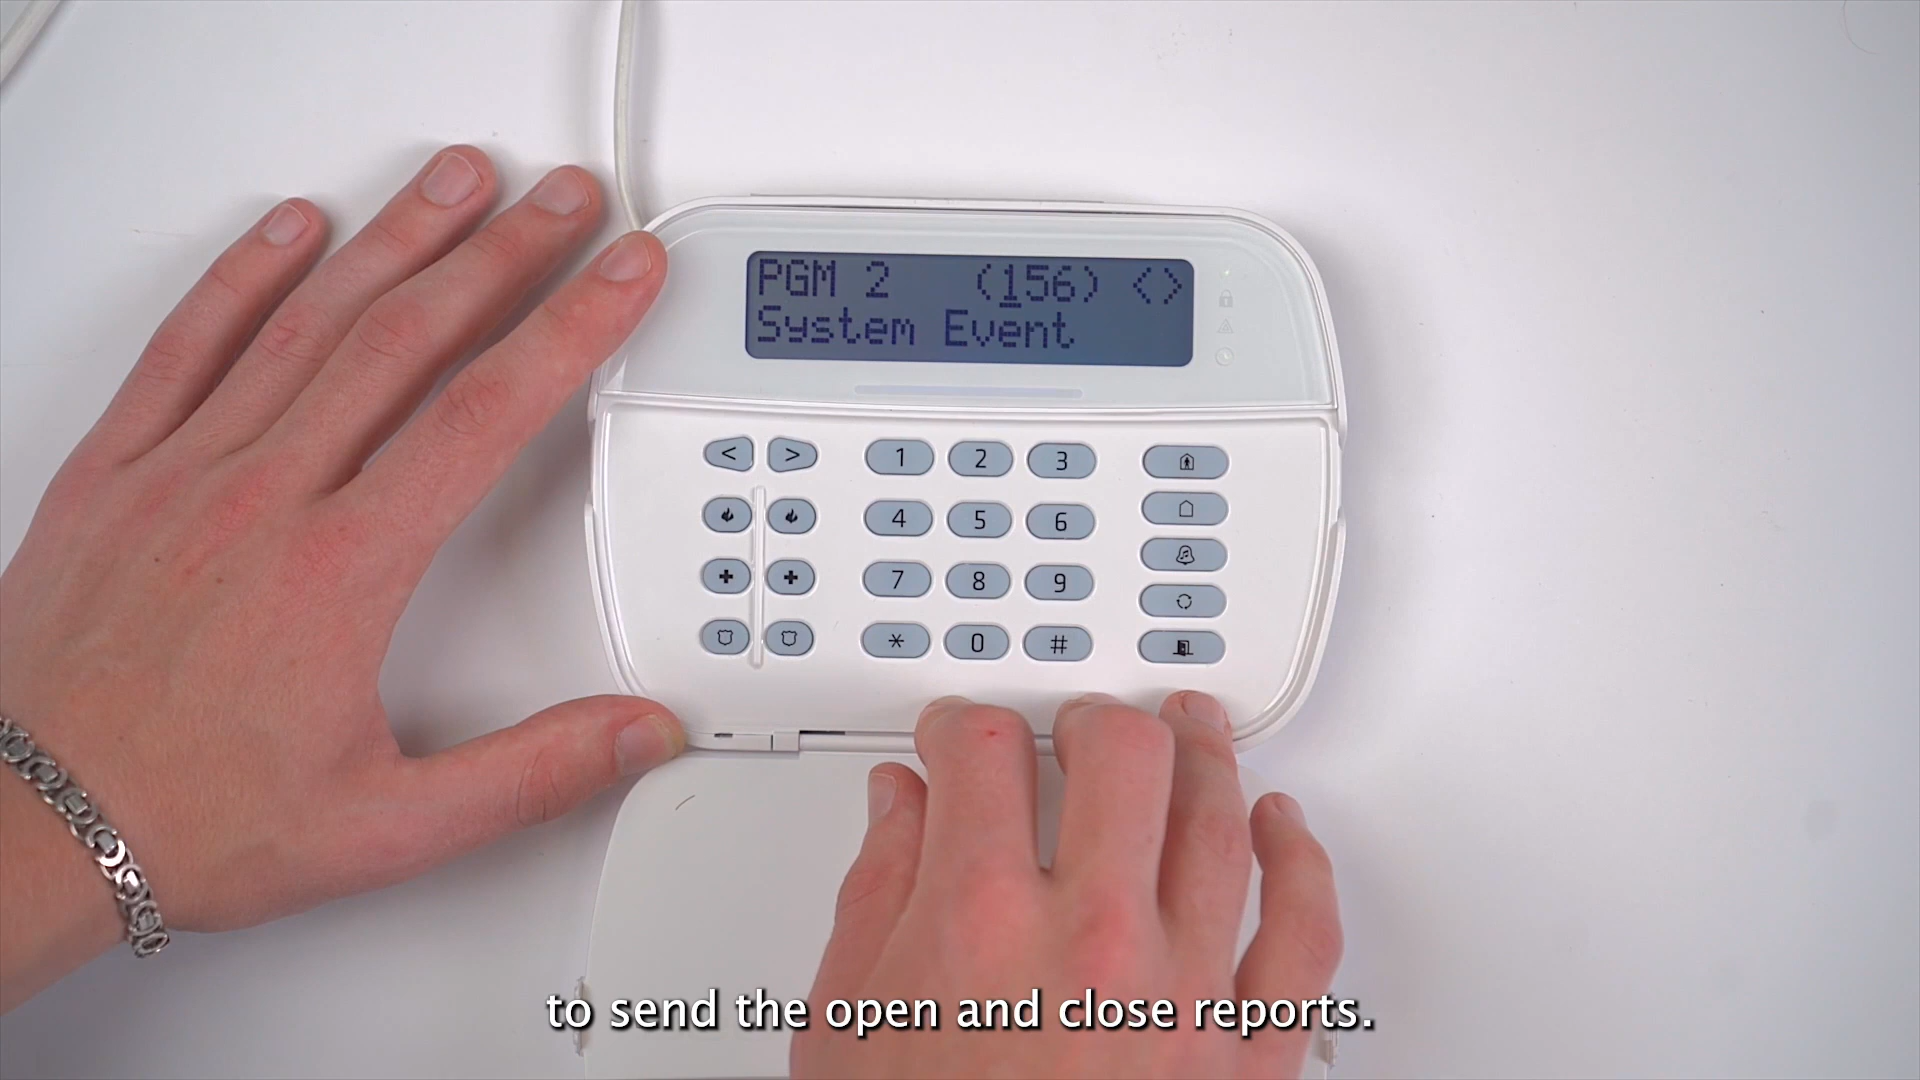 PGM 2 (156) <>
System Event
< >
1 2 3
4 5 6
7 8 9
* 0 #
to send the open and close reports.